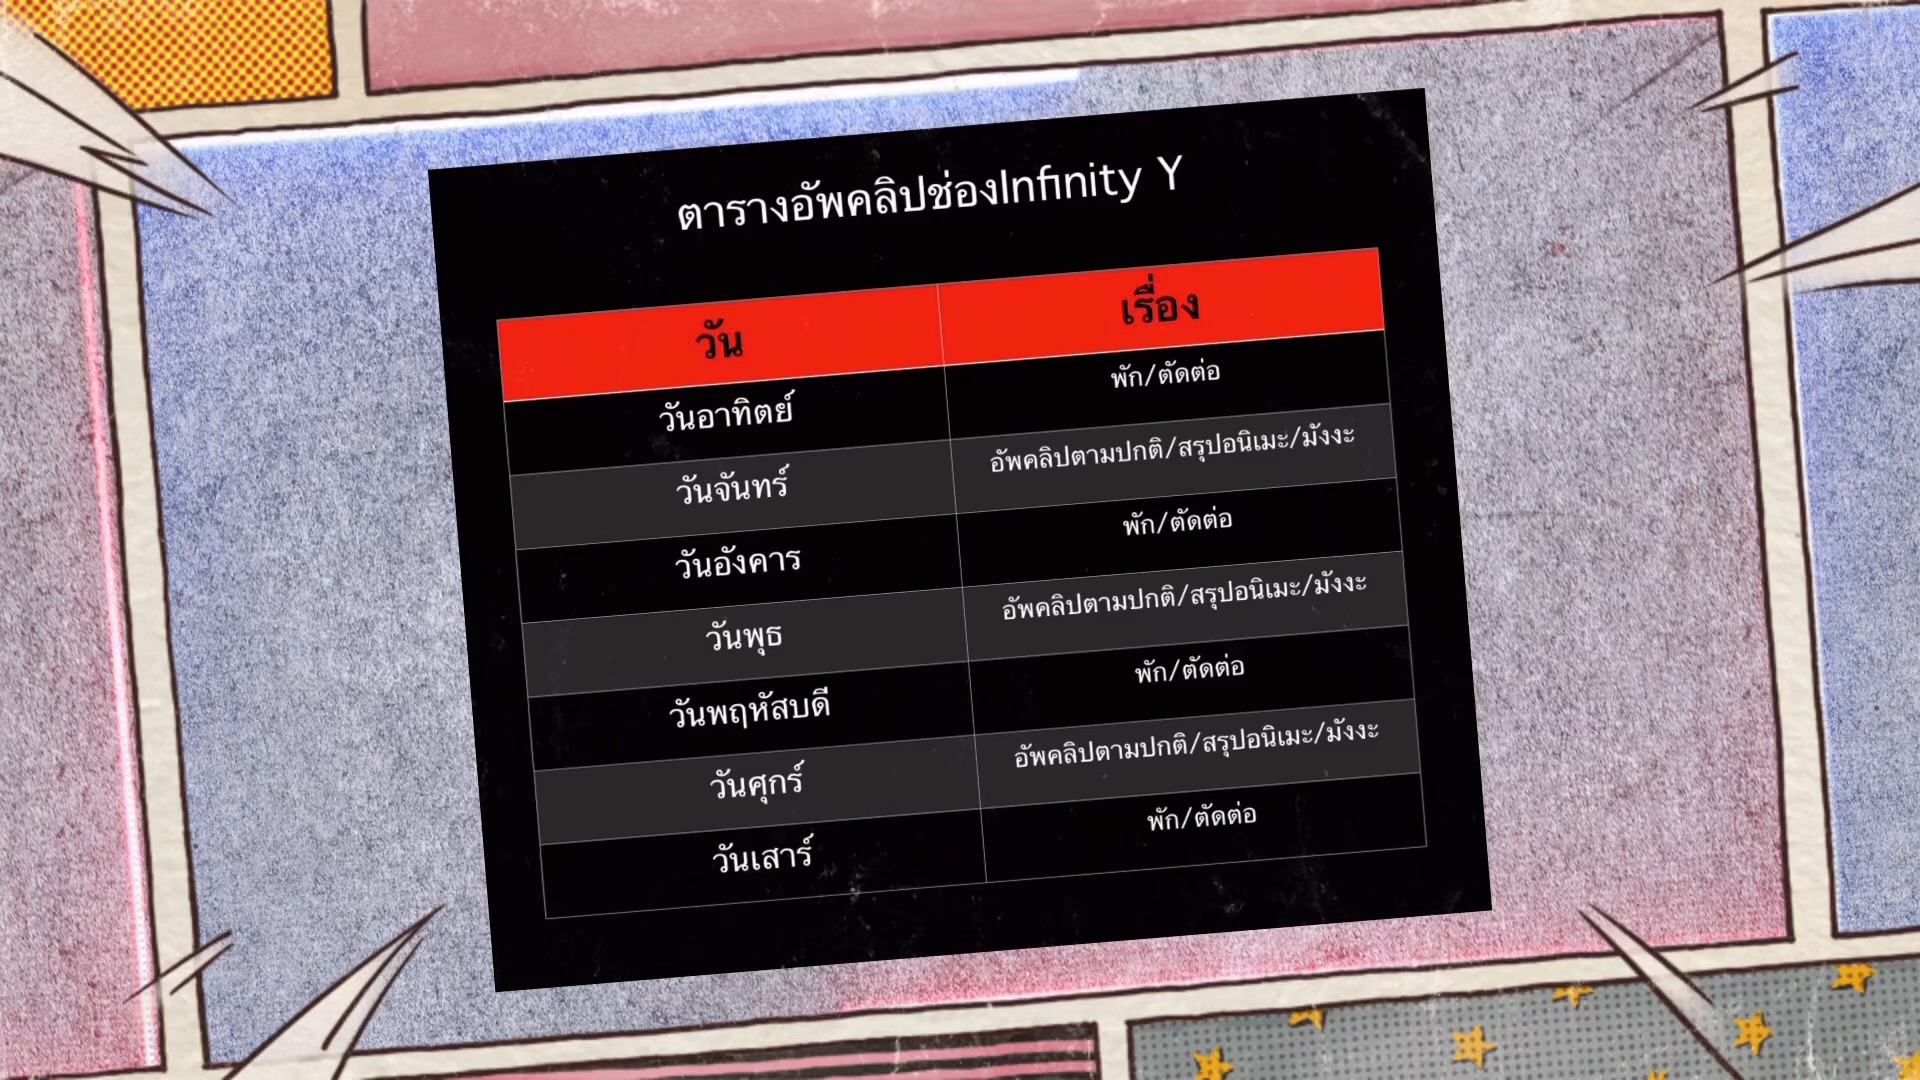 ตารางอัพคลิปช่องInfinity Y
วัน เรื่อง
วันอาทิตย์ พัก/ตัดต่อ
วันจันทร์ อัพคลิปตามปกติ/สรุปอนิเมะ/มังงะ
วันอังคาร พัก/ตัดต่อ
วันพุธ อัพคลิปตามปกติ/สรุปอนิเมะ/มังงะ
วันพฤหัสบดี พัก/ตัดต่อ
วันศุกร์ อัพคลิปตามปกติ/สรุปอนิเมะ/มังงะ
วันเสาร์ พัก/ตัดต่อ